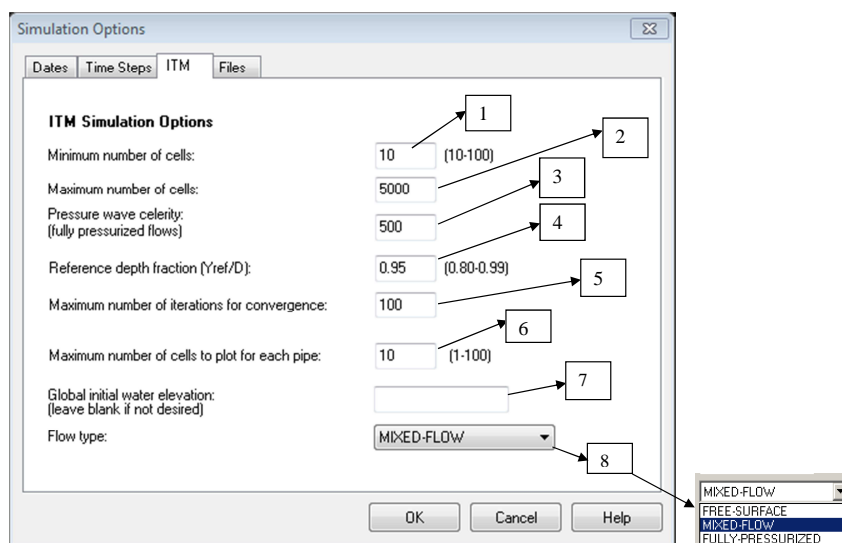 Simulation Options
Dates Time Steps ITM Files
ITM Simulation Options
1
Minimum number of cells: 10 (10-100)
2
Maximum number of cells: 5000
3
Pressure wave celerity:
(fully pressurized flows) 500
4
Reference depth fraction (Yref/D): 0.95 (0.80-0.99)
5
Maximum number of iterations for convergence: 100
6
Maximum number of cells to plot for each pipe: 10 (1-100)
7
Global initial water elevation:
(leave blank if not desired)
Flow type: MIXED-FLOW
8
OK Cancel Help
MIXED-FLOW
FREE-SURFACE
MIXED-FLOW
FULLY-PRESSURIZED